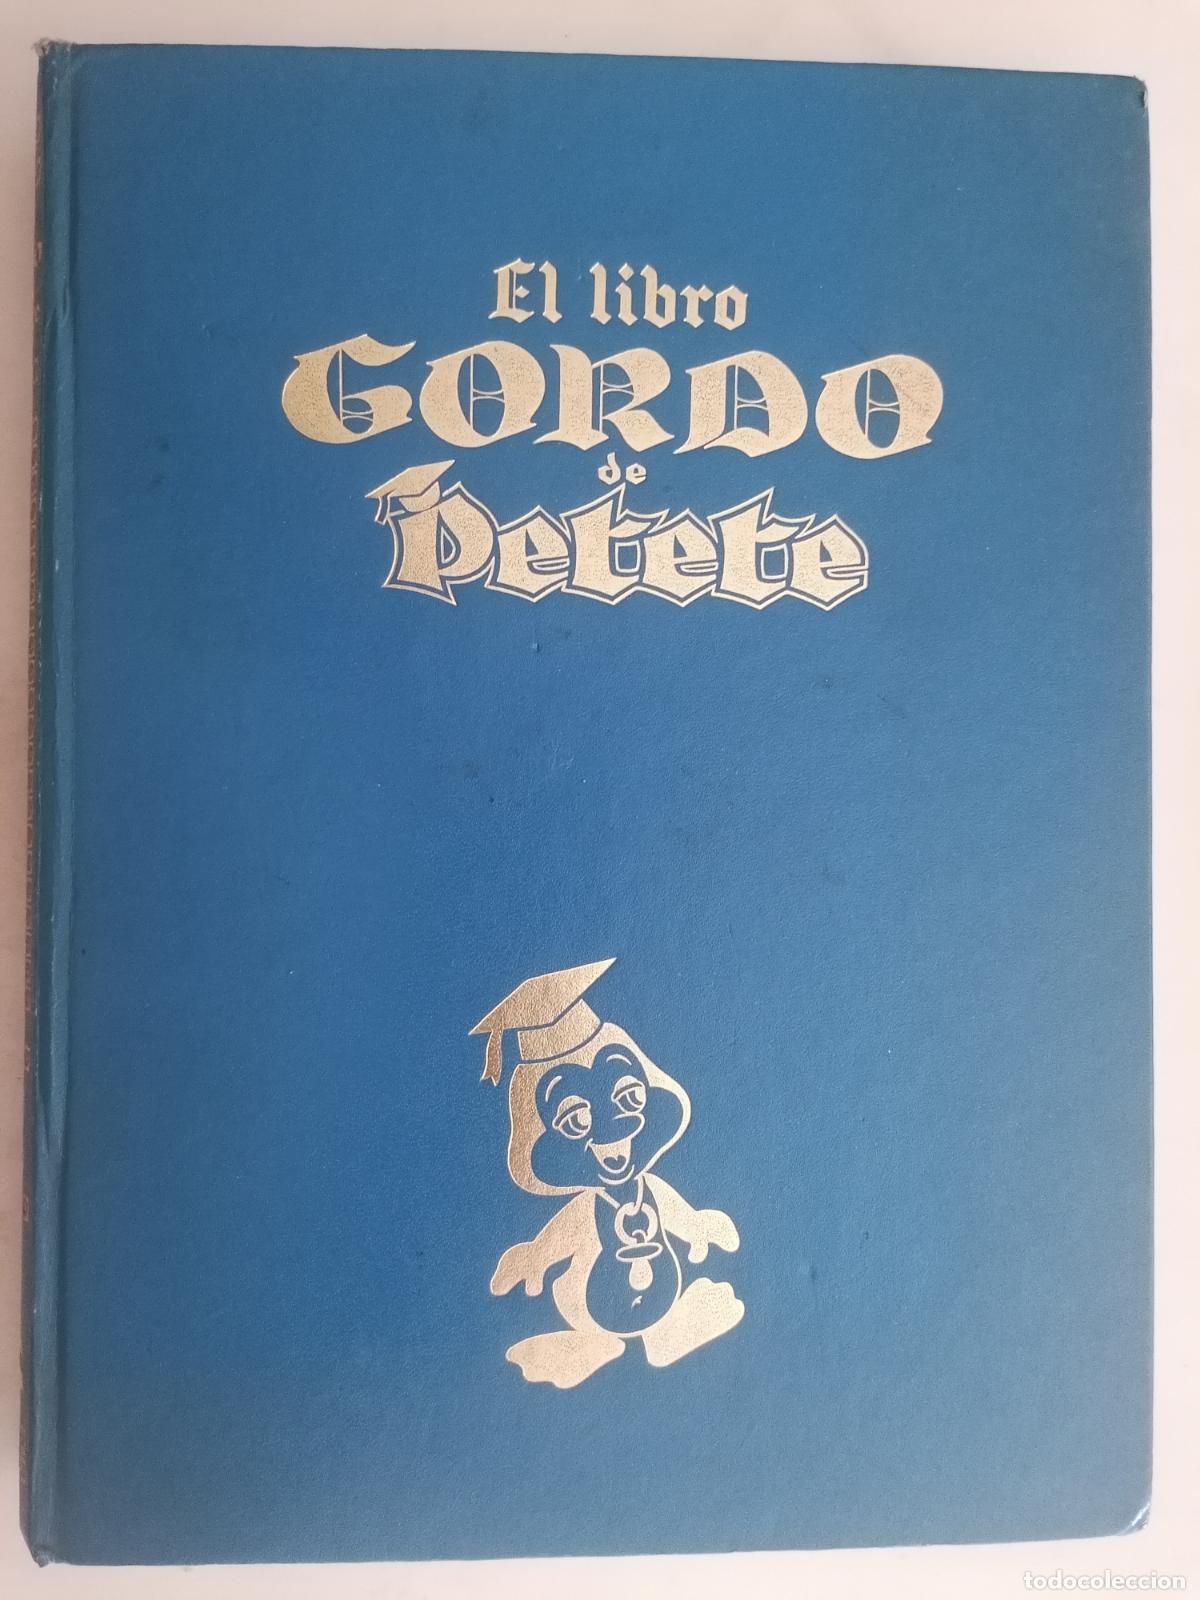 El libro
GORDO
de
Petete
todocoleccion